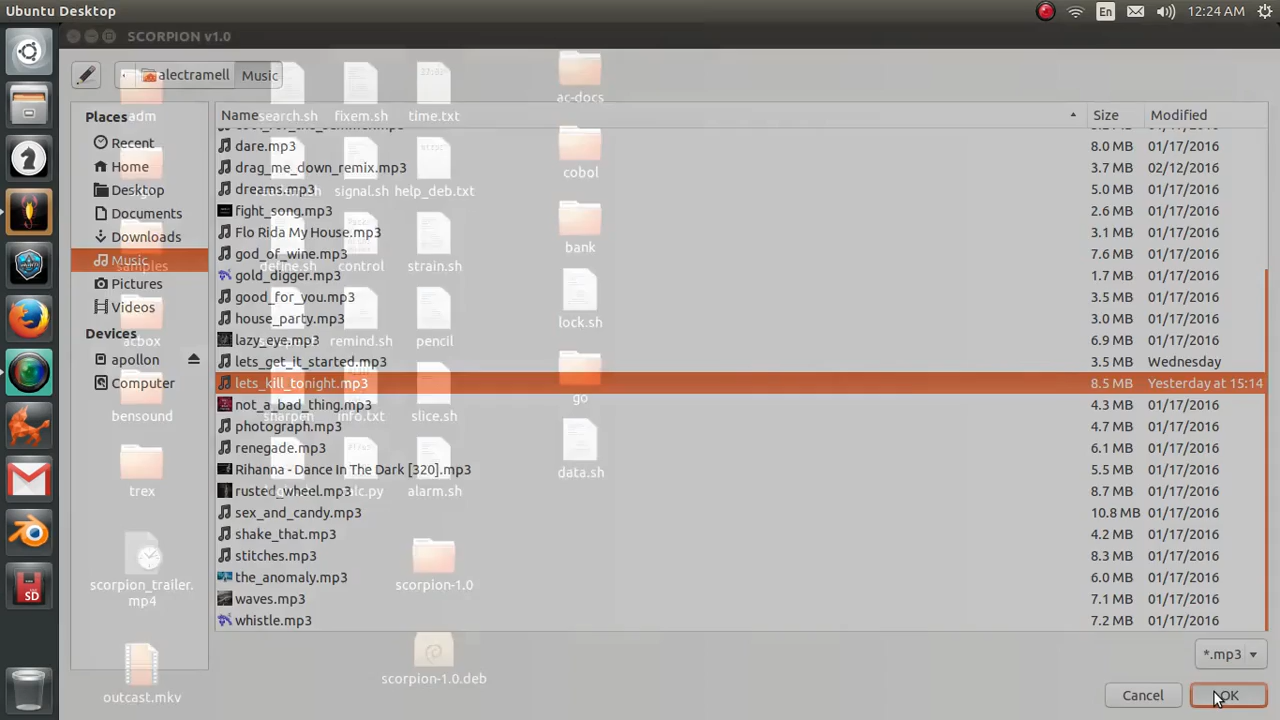 Ubuntu Desktop
En
12:24 AM
SCORPION v1.0
alectramell
Music
Places
Recent
Home
Desktop
Documents
Downloads
Music
Pictures
Videos
Devices
apollon
Computer
Name
Size
Modified
dare.mp3 8.0 MB 01/17/2016
drag_me_down_remix.mp3 3.7 MB 02/12/2016
dreams.mp3 5.0 MB 01/17/2016
fight_song.mp3 2.6 MB 01/17/2016
Flo Rida My House.mp3 3.1 MB 01/17/2016
god_of_wine.mp3 7.6 MB 01/17/2016
gold_digger.mp3 1.7 MB 01/17/2016
good_for_you.mp3 3.5 MB 01/17/2016
house_party.mp3 3.0 MB 01/17/2016
lazy_eye.mp3 6.9 MB 01/17/2016
lets_get_it_started.mp3 3.5 MB Wednesday
lets_kill_tonight.mp3 8.5 MB Yesterday at 15:14
not_a_bad_thing.mp3 4.3 MB 01/17/2016
photograph.mp3 4.7 MB 01/17/2016
renegade.mp3 6.1 MB 01/17/2016
Rihanna - Dance In The Dark [320].mp3 5.5 MB 01/17/2016
rusted_wheel.mp3 8.7 MB 01/17/2016
sex_and_candy.mp3 10.8 MB 01/17/2016
shake_that.mp3 4.2 MB 01/17/2016
stitches.mp3 8.3 MB 01/17/2016
the_anomaly.mp3 6.0 MB 01/17/2016
waves.mp3 7.1 MB 01/17/2016
whistle.mp3 7.2 MB 01/17/2016
*.mp3
Cancel
OK
adm
search.sh
fixem.sh
time.txt
ac-docs
signal.sh
help_deb.txt
cobol
samples
define.sh
control
strain.sh
bank
acbox
remind.sh
pencil
lock.sh
bensound
sharpen
info.txt
slice.sh
go
trex
alarm.sh
data.sh
scorpion_trailer.
mp4
scorpion-1.0
outcast.mkv
scorpion-1.0.deb
SD